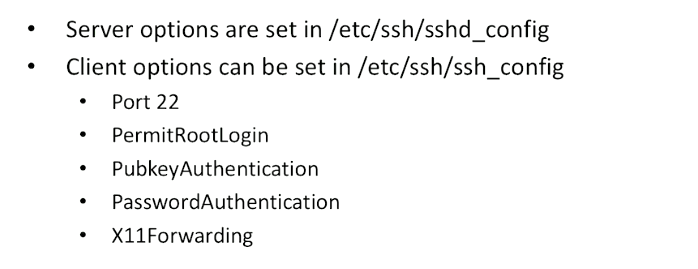 • Server options are set in /etc/ssh/sshd_config
• Client options can be set in /etc/ssh/ssh_config
• Port 22
• PermitRootLogin
• PubkeyAuthentication
• PasswordAuthentication
• X11Forwarding